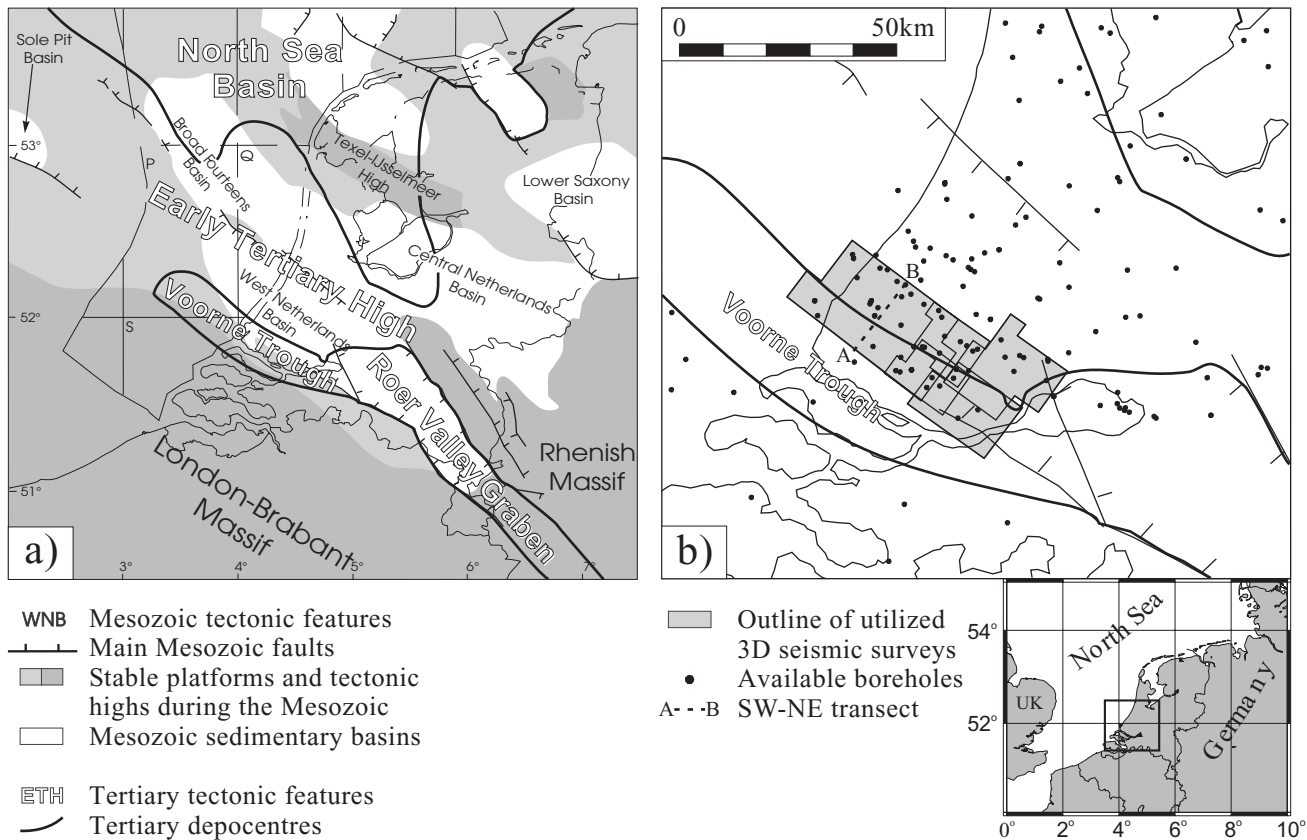 Sole Pit
Basin
North Sea
Basin
53°
P
Q
Broad Fourteens
Basin
Texel-IJsselmeer
High
Lower Saxony
Basin
Early Tertiary High
Central Netherlands
Basin
West Netherlands
Basin
52°
S
Voorne Trough
Roer Valley Graben
Rhenish
Massif
London-Brabant
Massif
51°
a)
3°
4°
5°
6°
7°
0
50km
B
A
Voorne Trough
b)
WNB Mesozoic tectonic features
Main Mesozoic faults
Stable platforms and tectonic
highs during the Mesozoic
Mesozoic sedimentary basins
ETH Tertiary tectonic features
Tertiary depocentres
Outline of utilized
3D seismic surveys
Available boreholes
A---B SW-NE transect
North Sea
54°
UK
52°
Germany
0° 2° 4° 6° 8° 10°